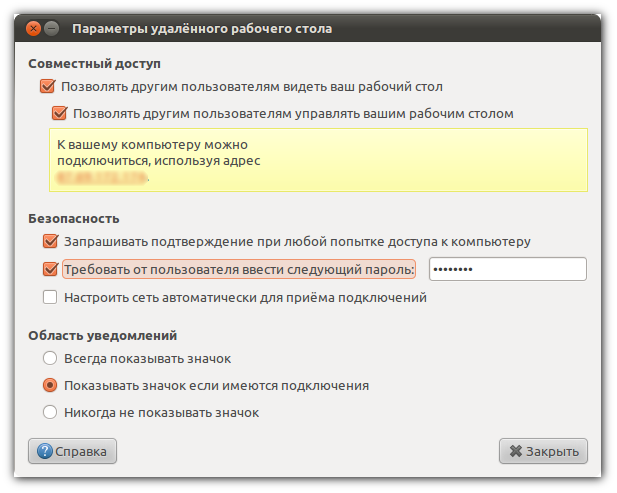 Параметры удалённого рабочего стола
Совместный доступ
Позволять другим пользователям видеть ваш рабочий стол
Позволять другим пользователям управлять вашим рабочим столом
К вашему компьютеру можно
подключиться, используя адрес
Безопасность
Запрашивать подтверждение при любой попытке доступа к компьютеру
Требовать от пользователя ввести следующий пароль: ••••••••
Настроить сеть автоматически для приёма подключений
Область уведомлений
Всегда показывать значок
Показывать значок если имеются подключения
Никогда не показывать значок
Справка Закрыть